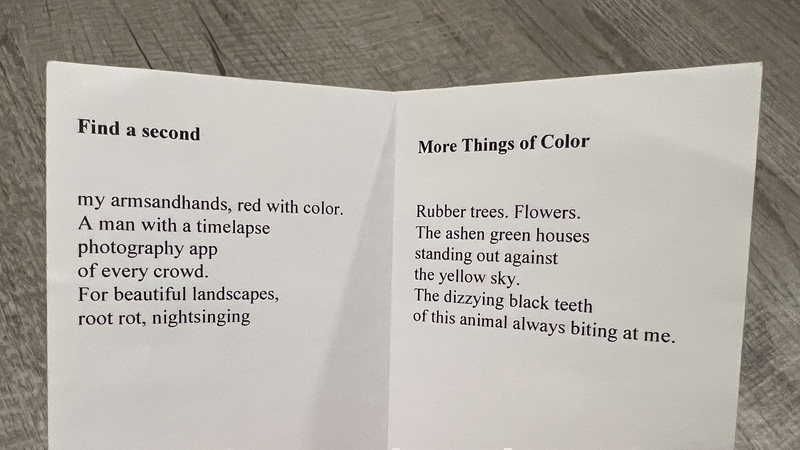 Find a second
my armsandhands, red with color.
A man with a timelapse
photography app
of every crowd.
For beautiful landscapes,
root rot, nightsinging
More Things of Color
Rubber trees. Flowers.
The ashen green houses
standing out against
the yellow sky.
The dizzying black teeth
of this animal always biting at me.